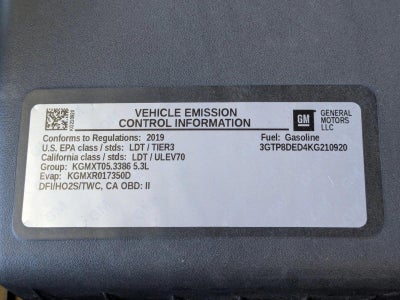 VEHICLE EMISSION
CONTROL INFORMATION
GM GENERAL MOTORS LLC
Conforms to Regulations: 2019 Fuel: Gasoline
U.S. EPA class / stds: LDT / TIER3 3GTP8DED4KG210920
California class / stds: LDT / ULEV70
Group: KGMXT05.3386 5.3L
Evap: KGMXR017350D
DFI/HO2S/TWC, CA OBD: II